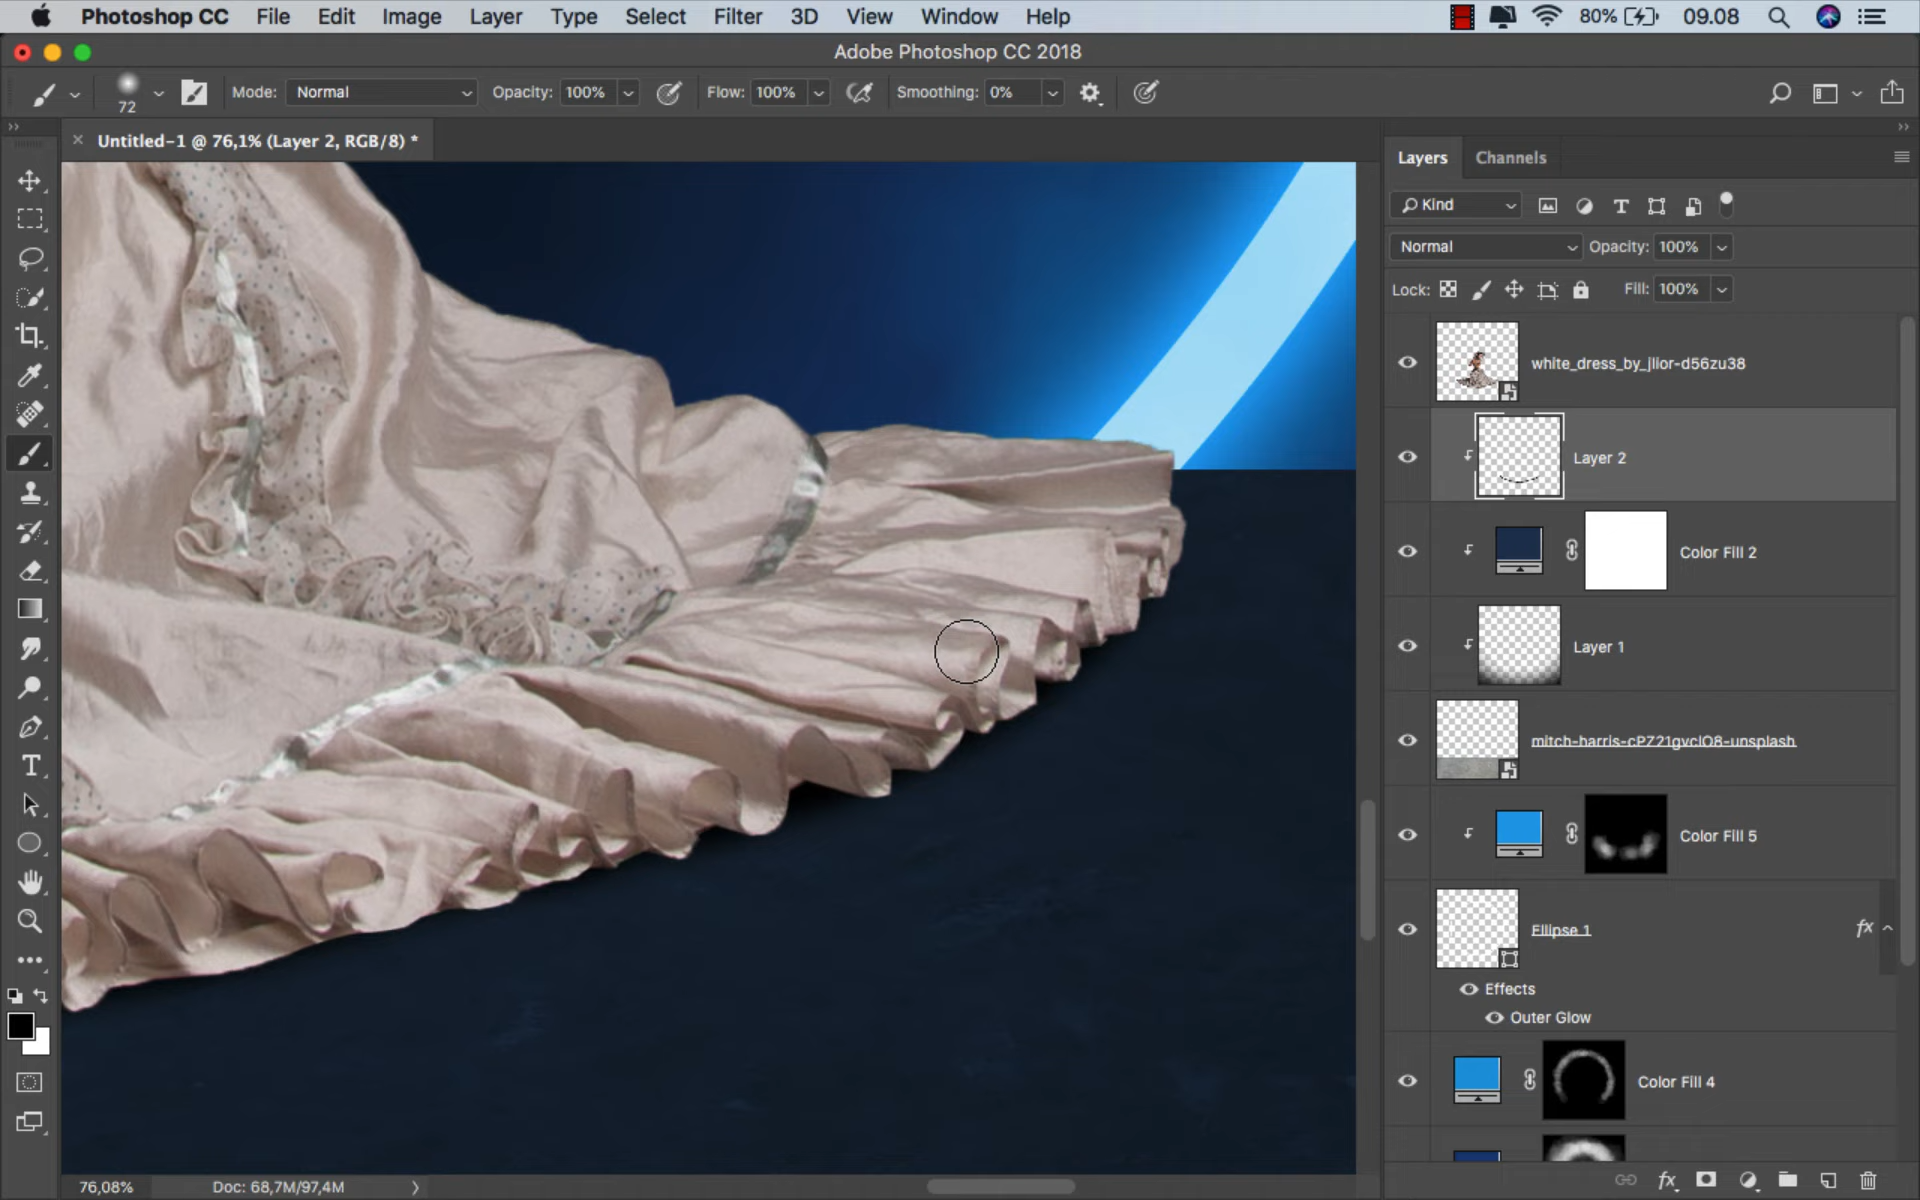 Photoshop CC File Edit Image Layer Type Select Filter 3D View Window Help 80% 09.08
Adobe Photoshop CC 2018
72 Mode: Normal Opacity: 100% Flow: 100% Smoothing: 0%
Untitled-1 @ 76,1% (Layer 2, RGB/8) *
Layers Channels
Kind
Normal Opacity: 100%
Lock: Fill: 100%
white_dress_by_jlior-d56zu38
Layer 2
Color Fill 2
Layer 1
mitch-harris-cPZ21gvclO8-unsplash
Color Fill 5
Ellipse 1 fx
Effects
Outer Glow
Color Fill 4
76,08% Doc: 68,7M/97,4M